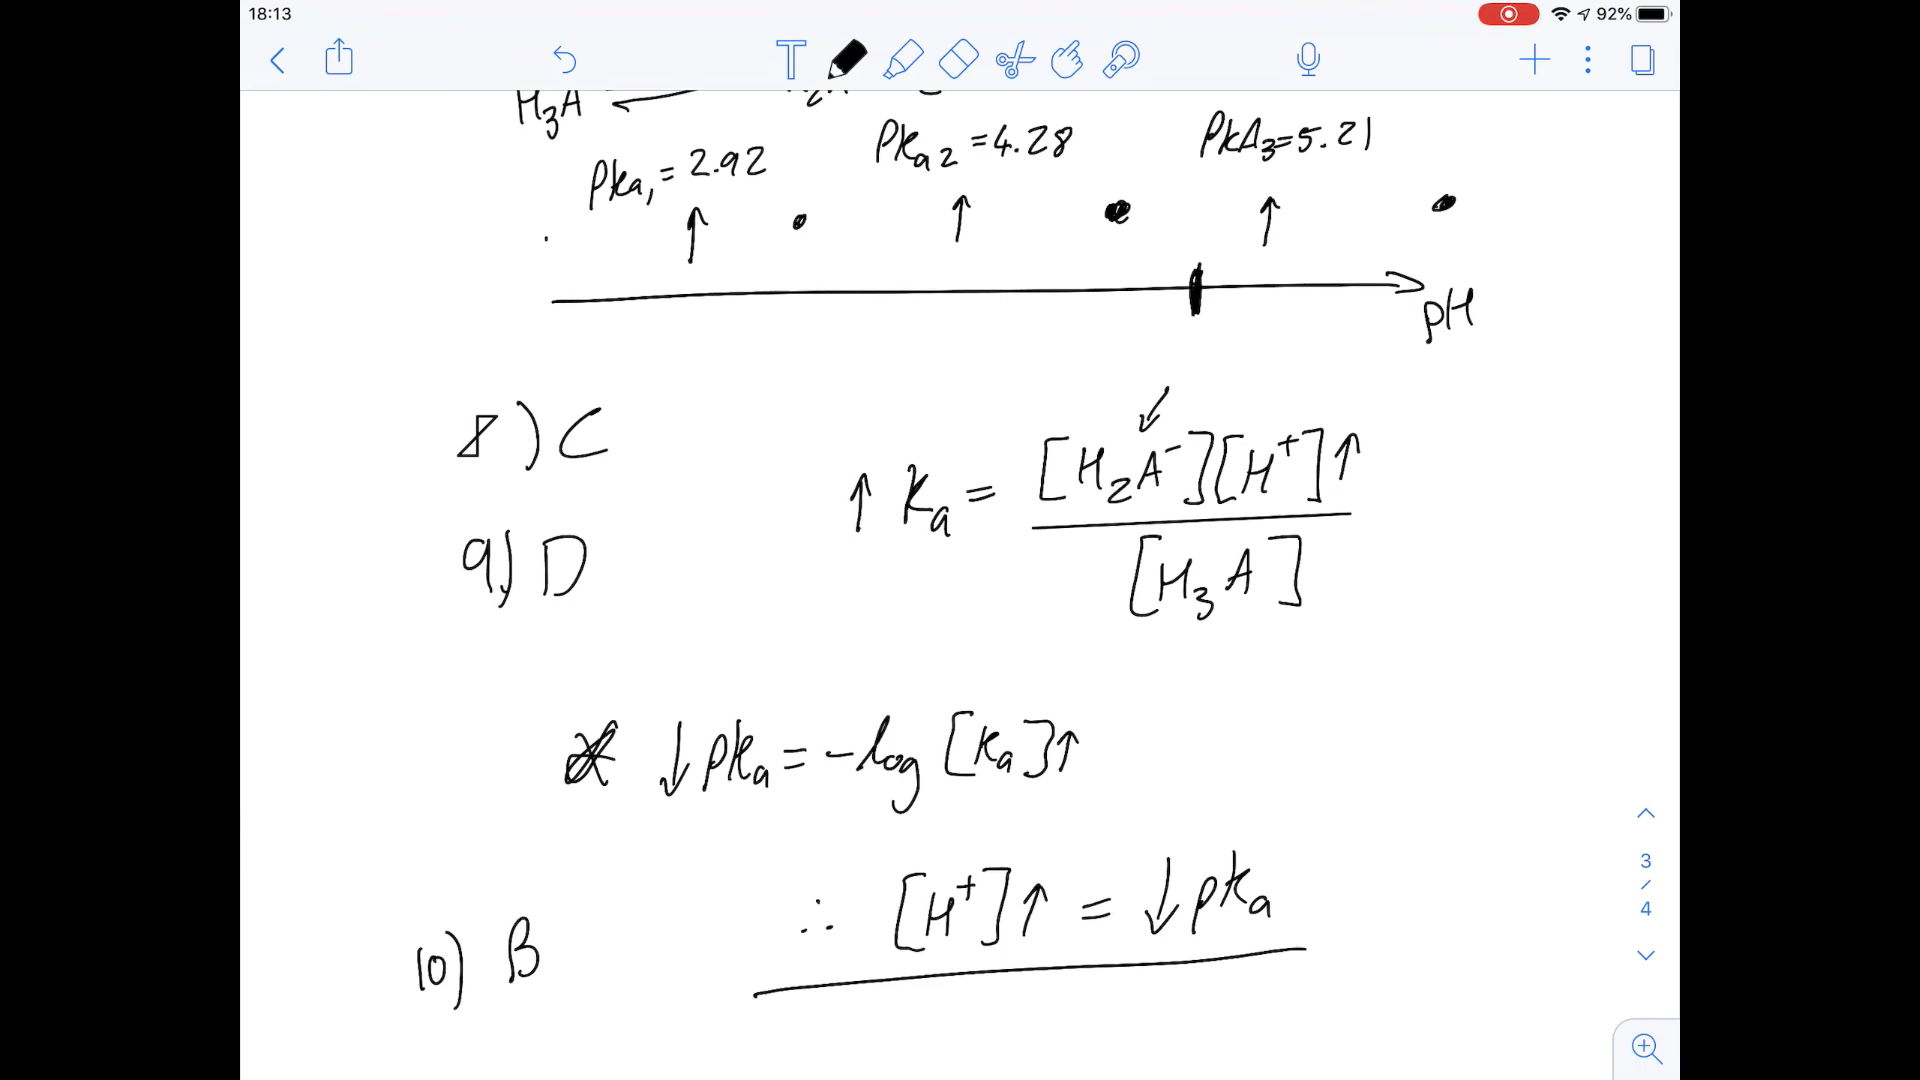 18:13
92%
H₃A
Pka₁ = 2.92
Pka₂ = 4.28
PkA₃ = 5.21
pH
8) C
↑ Ka = [H₂A⁻][H⁺]↑
[H₃A]
9) D
↓ pka = -log [Ka]↑
∴ [H⁺]↑ = ↓ pka
10) B
3
/
4